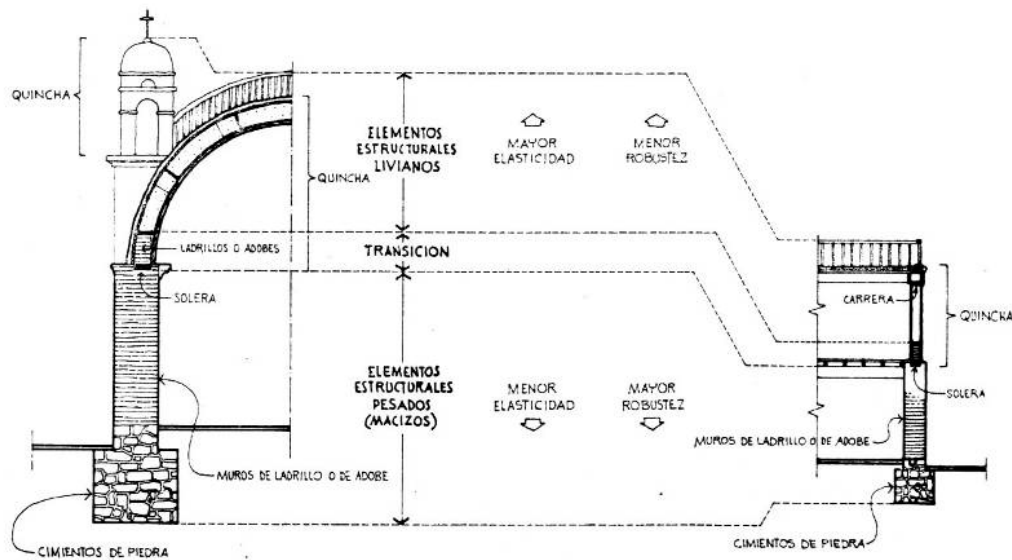 QUINCHA
ELEMENTOS
ESTRUCTURALES
LIVIANOS
MAYOR
ELASTICIDAD
MENOR
ROBUSTEZ
QUINCHA
LADRILLOS O ADOBES
TRANSICION
SOLERA
CARRERA
QUINCHA
ELEMENTOS
ESTRUCTURALES
PESADOS
(MACIZOS)
MENOR
ELASTICIDAD
MAYOR
ROBUSTEZ
SOLERA
MUROS DE LADRILLO O DE ADOBE
MUROS DE LADRILLO O DE ADOBE
CIMIENTOS DE PIEDRA
CIMIENTOS DE PIEDRA